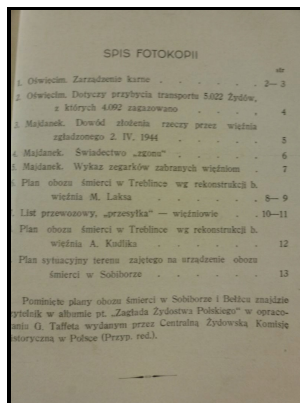 SPIS FOTOKOPII
str
1. Oświęcim. Zarządzenie karne . . . . . 2— 3
2. Oświęcim. Dotyczy przybycia transportu 5.022 Żydów,
z których 4.092 zagazowano . . . . . 4
3. Majdanek. Dowód złożenia rzeczy przez więźnia
zgładzonego 2. IV. 1944 . . . . . 5
4. Majdanek. Świadectwo „zgonu" . . . . . 6
5. Majdanek. Wykaz zegarków zabranych więźniom . 7
Plan obozu śmierci w Treblince wg rekonstrukcji b.
więźnia M. Laksa . . . . . 8— 9
List przewozowy, „przesyłka" — więźniowie . . 10—11
Plan obozu śmierci w Treblince wg rekonstrukcji b.
więźnia A. Kudlika . . . . . 12
Plan sytuacyjny terenu zajętego na urządzenie obozu
śmierci w Sobiborze . . . . . 13
Pominięte plany obozu śmierci w Sobiborze i Bełżcu znajdzie
czytelnik w albumie pt. „Zagłada Żydostwa Polskiego" w opraco-
aniu G. Taffeta wydanym przez Centralną Żydowską Komisję
istoryczną w Polsce (Przyp. red.).